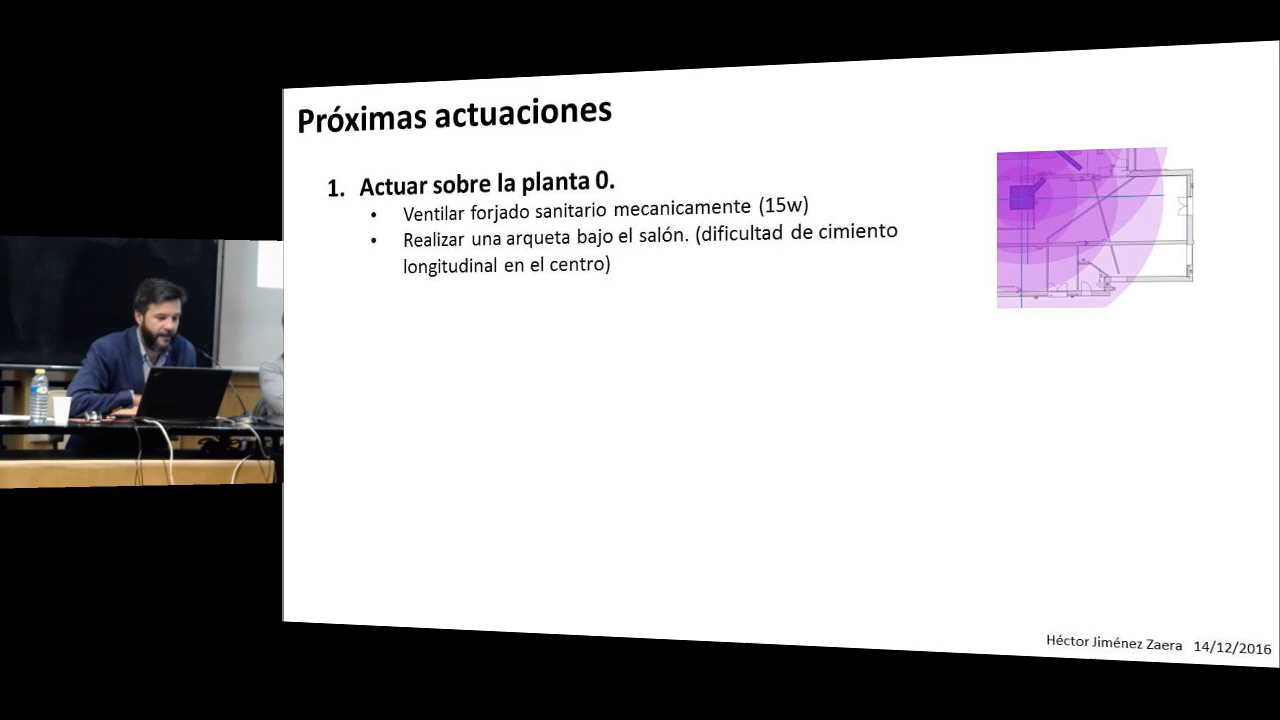 Próximas actuaciones
1. Actuar sobre la planta 0.
• Ventilar forjado sanitario mecanicamente (15w)
• Realizar una arqueta bajo el salón. (dificultad de cimiento
longitudinal en el centro)
Héctor Jiménez Zaera 14/12/2016